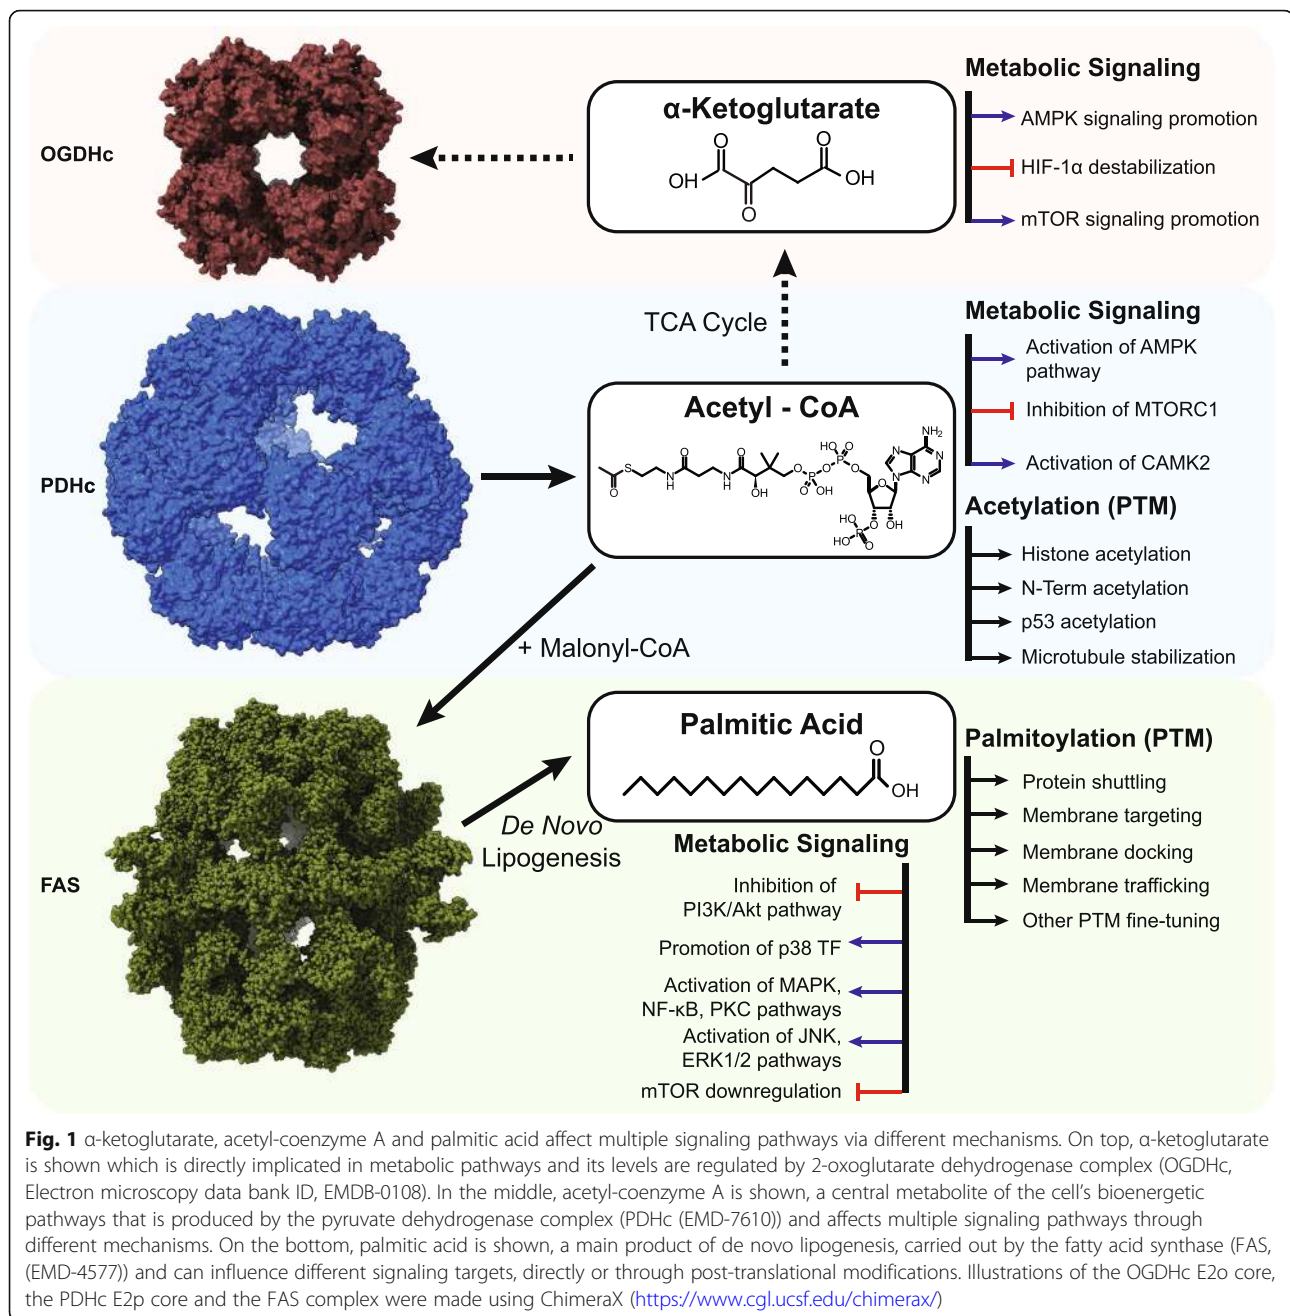 Metabolic Signaling
α-Ketoglutarate
OGDHc
AMPK signaling promotion
HIF-1α destabilization
mTOR signaling promotion
O
O
OH
OH
O
TCA Cycle
Metabolic Signaling
Activation of AMPK
pathway
Inhibition of MTORC1
Activation of CAMK2
Acetyl - CoA
PDHc
S
O
N
H
O
N
H
O
OH
O
P
O
OH
O
HO
P
O
O
O
N
N
N
N
NH2
O
OH
HO
HO
P
O
Acetylation (PTM)
Histone acetylation
N-Term acetylation
p53 acetylation
Microtubule stabilization
+ Malonyl-CoA
Palmitic Acid
O
OH
Palmitoylation (PTM)
Protein shuttling
Membrane targeting
Membrane docking
Membrane trafficking
Other PTM fine-tuning
De Novo
Lipogenesis
FAS
Metabolic Signaling
Inhibition of
PI3K/Akt pathway
Promotion of p38 TF
Activation of MAPK,
NF-κB, PKC pathways
Activation of JNK,
ERK1/2 pathways
mTOR downregulation
Fig. 1 α-ketoglutarate, acetyl-coenzyme A and palmitic acid affect multiple signaling pathways via different mechanisms. On top, α-ketoglutarate
is shown which is directly implicated in metabolic pathways and its levels are regulated by 2-oxoglutarate dehydrogenase complex (OGDHc,
Electron microscopy data bank ID, EMDB-0108). In the middle, acetyl-coenzyme A is shown, a central metabolite of the cell's bioenergetic
pathways that is produced by the pyruvate dehydrogenase complex (PDHc (EMD-7610)) and affects multiple signaling pathways through
different mechanisms. On the bottom, palmitic acid is shown, a main product of de novo lipogenesis, carried out by the fatty acid synthase (FAS,
(EMD-4577)) and can influence different signaling targets, directly or through post-translational modifications. Illustrations of the OGDHc E2o core,
the PDHc E2p core and the FAS complex were made using ChimeraX (https://www.cgl.ucsf.edu/chimerax/)